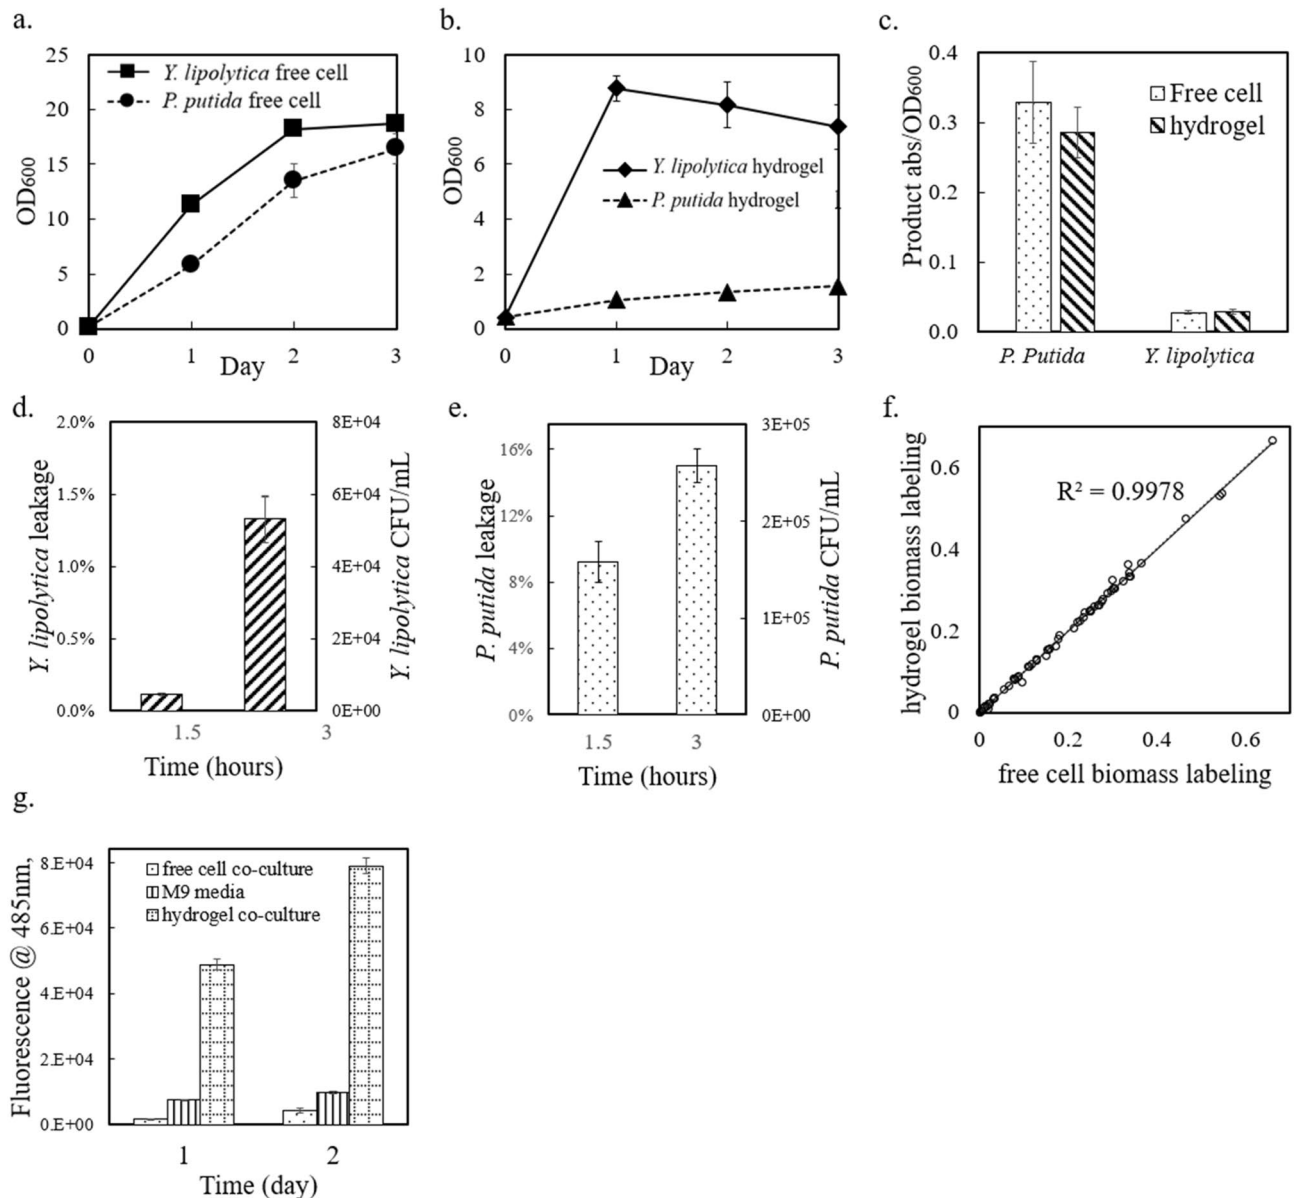 a.
25
20
15
10
5
0
OD600
Y. lipolytica free cell
P. putida free cell
0 1 2 3
Day
b.
10
8
6
4
2
0
OD600
Y. lipolytica hydrogel
P. putida hydrogel
0 1 2 3
Day
c.
0.4
0.3
0.2
0.1
0.0
Product abs/OD600
Free cell
hydrogel
P. Putida Y. lipolytica
d.
2.0%
1.5%
1.0%
0.5%
0.0%
Y. lipolytica leakage
8E+04
6E+04
4E+04
2E+04
0E+00
Y. lipolytica CFU/mL
1.5 3
Time (hours)
e.
16%
12%
8%
4%
0%
P. putida leakage
3E+05
2E+05
1E+05
0E+00
P. putida CFU/mL
1.5 3
Time (hours)
f.
0.6
0.4
0.2
0
hydrogel biomass labeling
R² = 0.9978
0 0.2 0.4 0.6
free cell biomass labeling
g.
8.E+04
6.E+04
4.E+04
2.E+04
0.E+00
Fluorescence @ 485nm,
free cell co-culture
M9 media
hydrogel co-culture
1 2
Time (day)